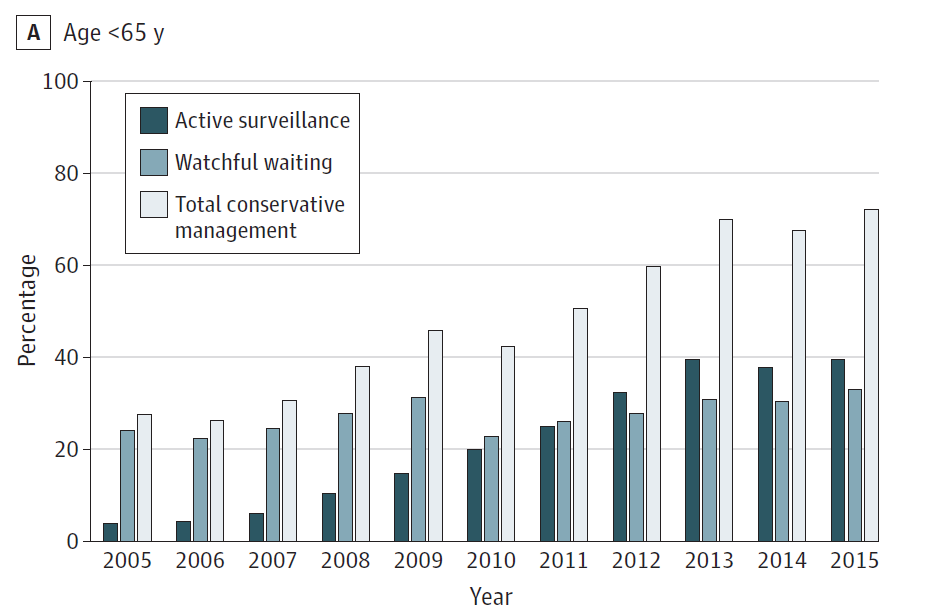 A Age <65 y
100
Active surveillance
Watchful waiting
80
Total conservative
management
60
Percentage
40
20
0
2005 2006 2007 2008 2009 2010 2011 2012 2013 2014 2015
Year